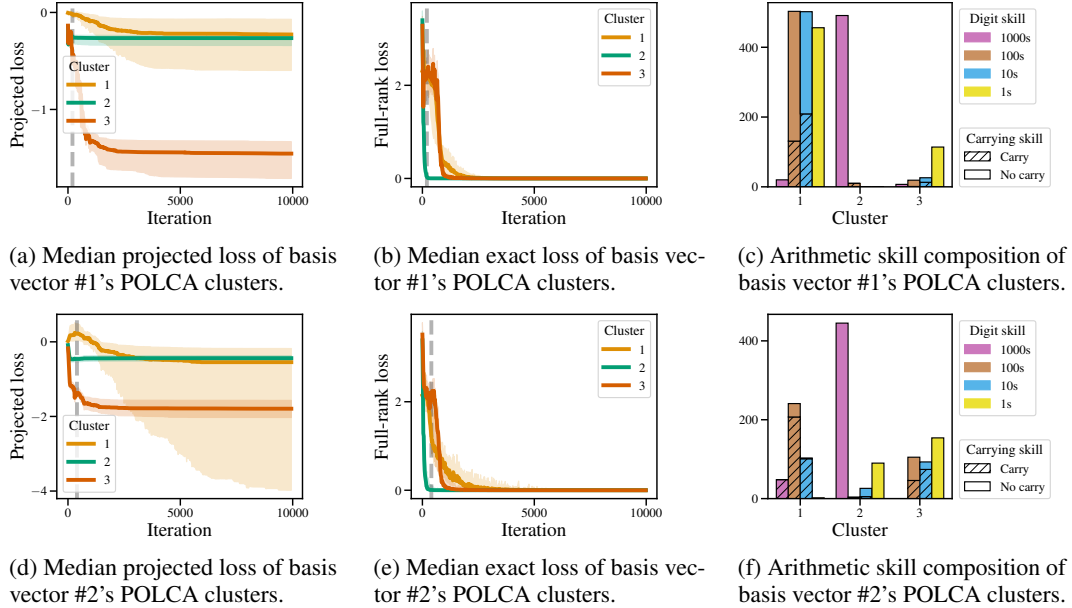 0
−1
0
5000
10000
Projected loss
Iteration
Cluster
1
2
3
2
0
0
5000
10000
Full-rank loss
Iteration
Cluster
1
2
3
400
200
0
1
2
3
Cluster
Digit skill
1000s
100s
10s
1s
Carrying skill
Carry
No carry
(a) Median projected loss of basis
vector #1's POLCA clusters.
(b) Median exact loss of basis vec-
tor #1's POLCA clusters.
(c) Arithmetic skill composition of
basis vector #1's POLCA clusters.
0
−2
−4
0
5000
10000
Projected loss
Iteration
Cluster
1
2
3
2
0
0
5000
10000
Full-rank loss
Iteration
Cluster
1
2
3
400
200
0
1
2
3
Cluster
Digit skill
1000s
100s
10s
1s
Carrying skill
Carry
No carry
(d) Median projected loss of basis
vector #2's POLCA clusters.
(e) Median exact loss of basis vec-
tor #2's POLCA clusters.
(f) Arithmetic skill composition of
basis vector #2's POLCA clusters.